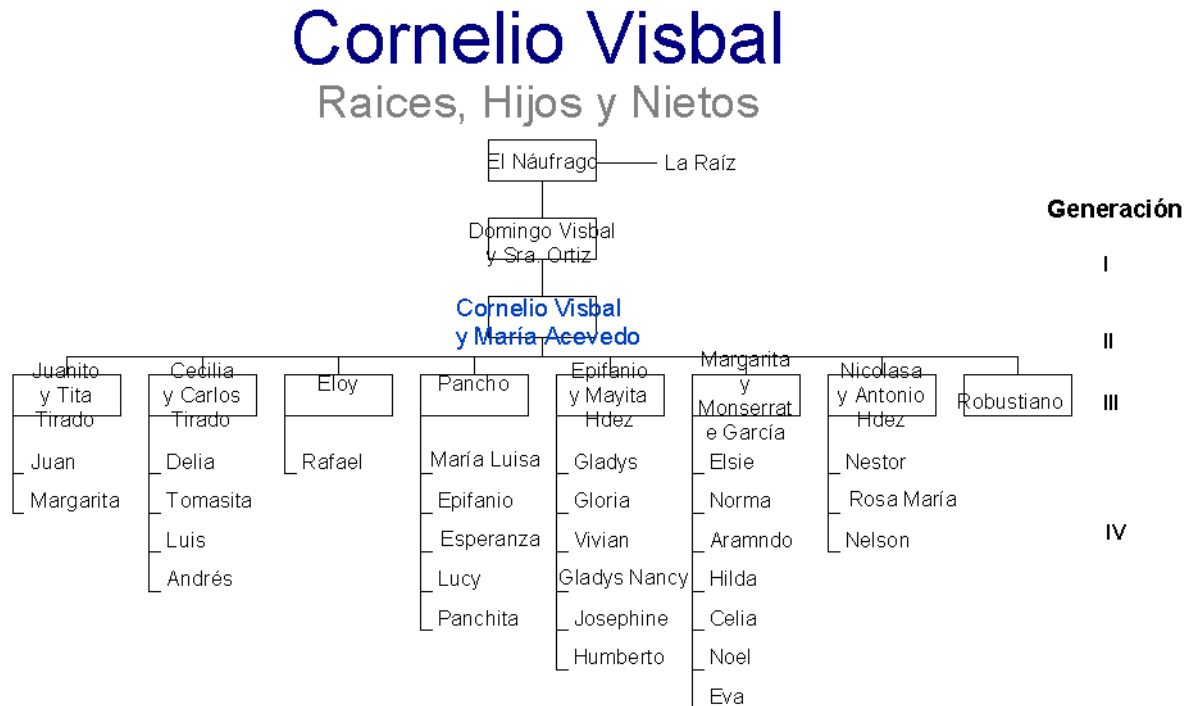 Cornelio Visbal
Raices, Hijos y Nietos
El Náufrago
La Raíz
Generación
Domingo Visbal
y Sra. Ortiz
I
Cornelio Visbal
y María Acevedo
II
Juanito
y Tita
Tirado
Cecilia
y Carlos
Tirado
Eloy
Pancho
Epifanio
y Mayita
Hdez
Margarita
y
Monserrat
e García
Nicolasa
y Antonio
Hdez
Robustiano
III
Juan
Margarita
Delia
Tomasita
Luis
Andrés
Rafael
María Luisa
Epifanio
Esperanza
Lucy
Panchita
Gladys
Gloria
Vivian
Gladys Nancy
Josephine
Humberto
Elsie
Norma
Aramndo
Hilda
Celia
Noel
Eva
Nestor
Rosa María
Nelson
IV